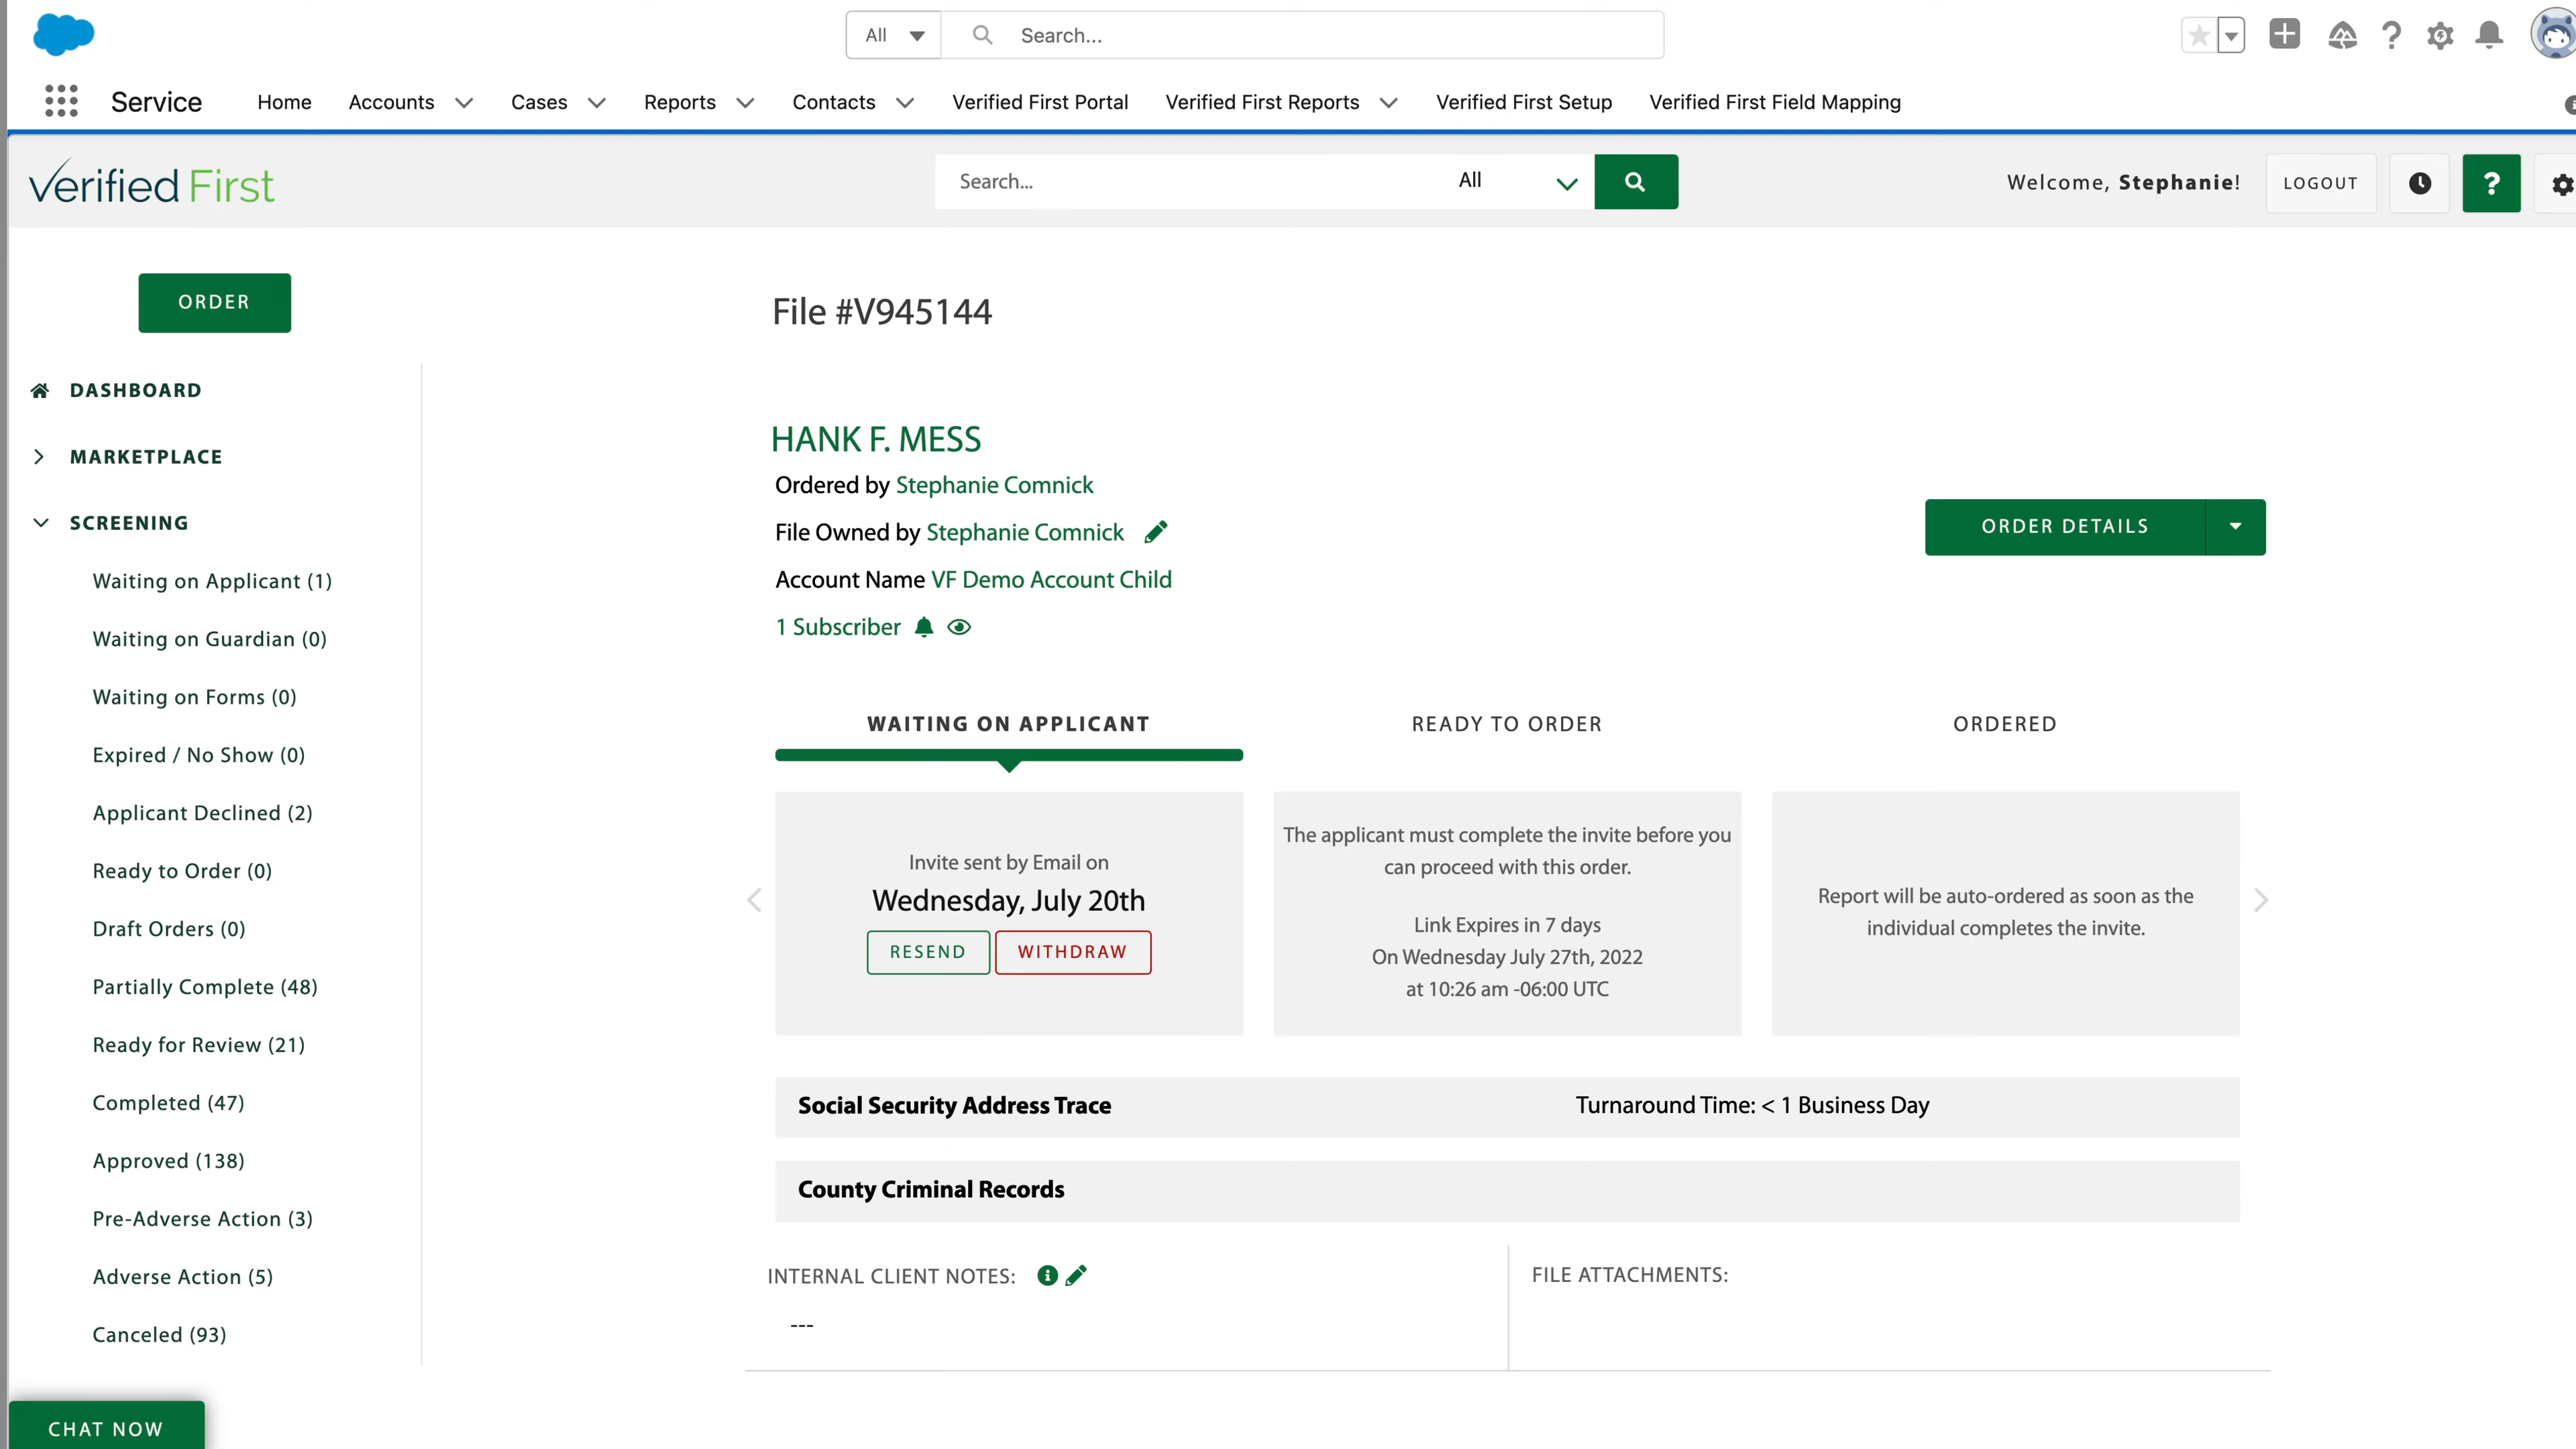 All
Search...
Service
Home
Accounts
Cases
Reports
Contacts
Verified First Portal
Verified First Reports
Verified First Setup
Verified First Field Mapping
Verified First
Search...
All
Welcome, Stephanie!
LOGOUT
?
ORDER
DASHBOARD
MARKETPLACE
SCREENING
Waiting on Applicant (1)
Waiting on Guardian (0)
Waiting on Forms (0)
Expired / No Show (0)
Applicant Declined (2)
Ready to Order (0)
Draft Orders (0)
Partially Complete (48)
Ready for Review (21)
Completed (47)
Approved (138)
Pre-Adverse Action (3)
Adverse Action (5)
Canceled (93)
CHAT NOW
File #V945144
HANK F. MESS
Ordered by Stephanie Comnick
File Owned by Stephanie Comnick
Account Name VF Demo Account Child
1 Subscriber
ORDER DETAILS
WAITING ON APPLICANT
Invite sent by Email on
Wednesday, July 20th
RESEND
WITHDRAW
READY TO ORDER
The applicant must complete the invite before you
can proceed with this order.
Link Expires in 7 days
On Wednesday July 27th, 2022
at 10:26 am -06:00 UTC
ORDERED
Report will be auto-ordered as soon as the
individual completes the invite.
Social Security Address Trace
Turnaround Time: < 1 Business Day
County Criminal Records
INTERNAL CLIENT NOTES:
---
FILE ATTACHMENTS: